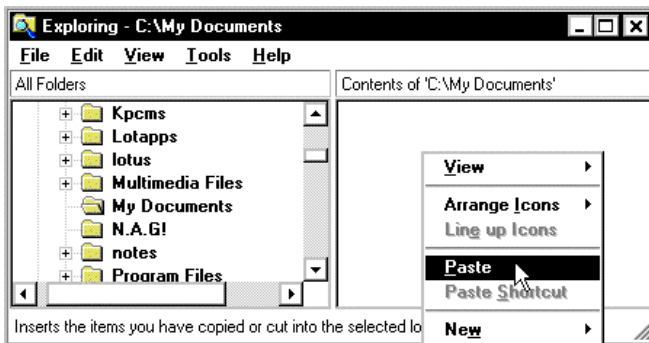 Exploring - C:\My Documents
File Edit View Tools Help
All Folders
Contents of 'C:\My Documents'
Kpcms
Lotapps
lotus
Multimedia Files
My Documents
N.A.G!
notes
Program Files
View
Arrange Icons
Line up Icons
Paste
Paste Shortcut
New
Inserts the items you have copied or cut into the selected lo